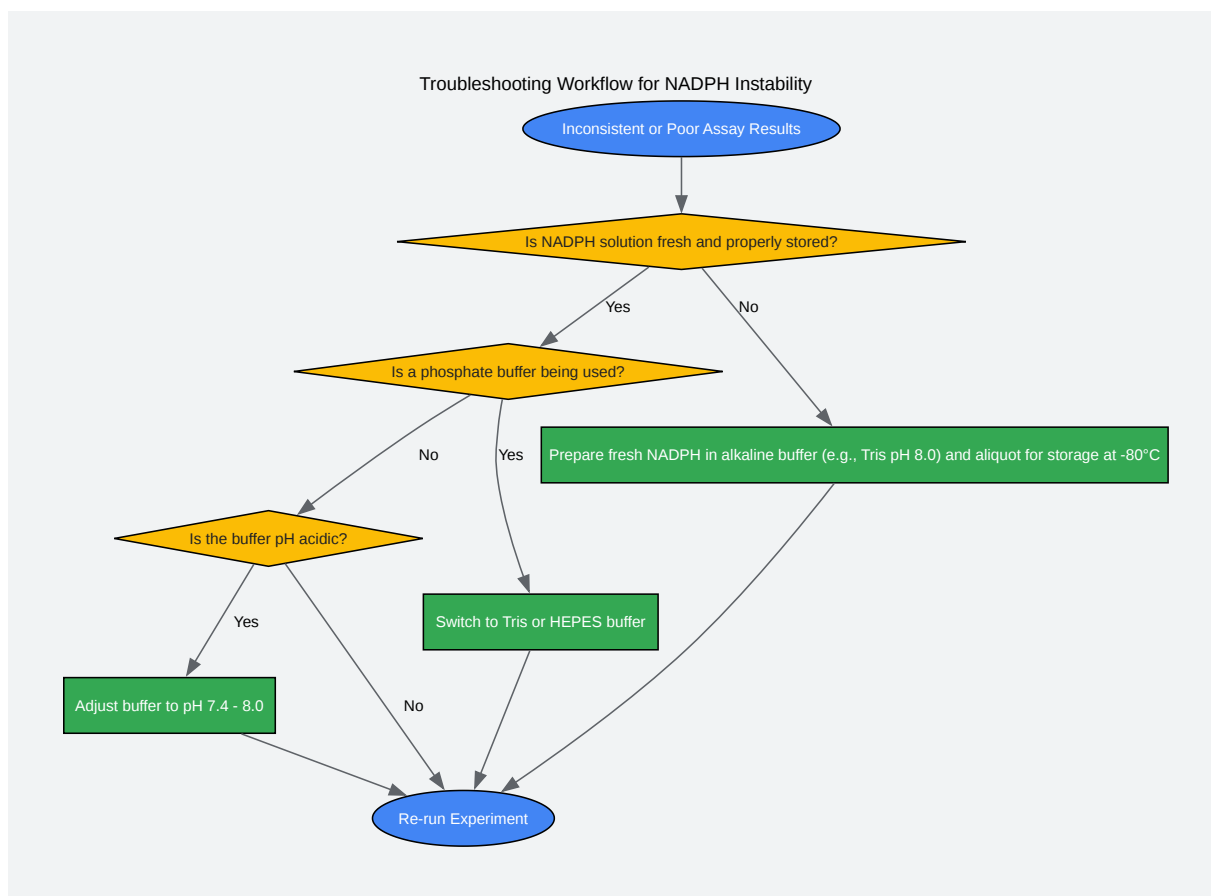 Troubleshooting Workflow for NADPH Instability
Inconsistent or Poor Assay Results
Is NADPH solution fresh and properly stored?
Yes
No
Is a phosphate buffer being used?
No
Yes
Prepare fresh NADPH in alkaline buffer (e.g., Tris pH 8.0) and aliquot for storage at -80°C
Is the buffer pH acidic?
Yes
Switch to Tris or HEPES buffer
Adjust buffer to pH 7.4 - 8.0
No
Re-run Experiment